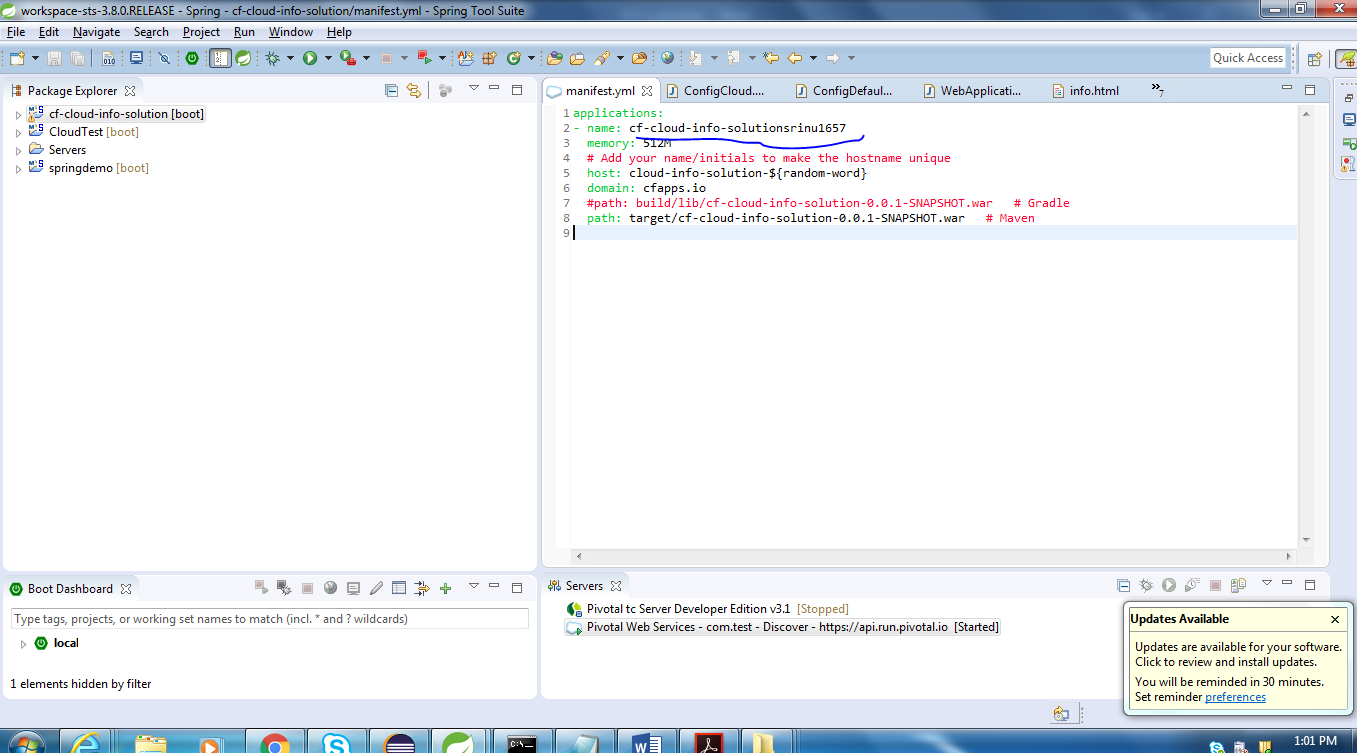 workspace-sts-3.8.0.RELEASE - Spring - cf-cloud-info-solution/manifest.yml - Spring Tool Suite
File Edit Navigate Search Project Run Window Help
Quick Access
Package Explorer
manifest.yml ConfigCloud.... ConfigDefaul... WebApplicati... info.html »7
cf-cloud-info-solution [boot]
CloudTest [boot]
Servers
springdemo [boot]
1 applications:
2 - name: cf-cloud-info-solutionsrinu1657
3 memory: 512M
4 # Add your name/initials to make the hostname unique
5 host: cloud-info-solution-${random-word}
6 domain: cfapps.io
7 #path: build/lib/cf-cloud-info-solution-0.0.1-SNAPSHOT.war # Gradle
8 path: target/cf-cloud-info-solution-0.0.1-SNAPSHOT.war # Maven
9
Boot Dashboard
Type tags, projects, or working set names to match (incl. * and ? wildcards)
local
1 elements hidden by filter
Servers
Pivotal tc Server Developer Edition v3.1 [Stopped]
Pivotal Web Services - com.test - Discover - https://api.run.pivotal.io [Started]
Updates Available
Updates are available for your software.
Click to review and install updates.
You will be reminded in 30 minutes.
Set reminder preferences
1:01 PM